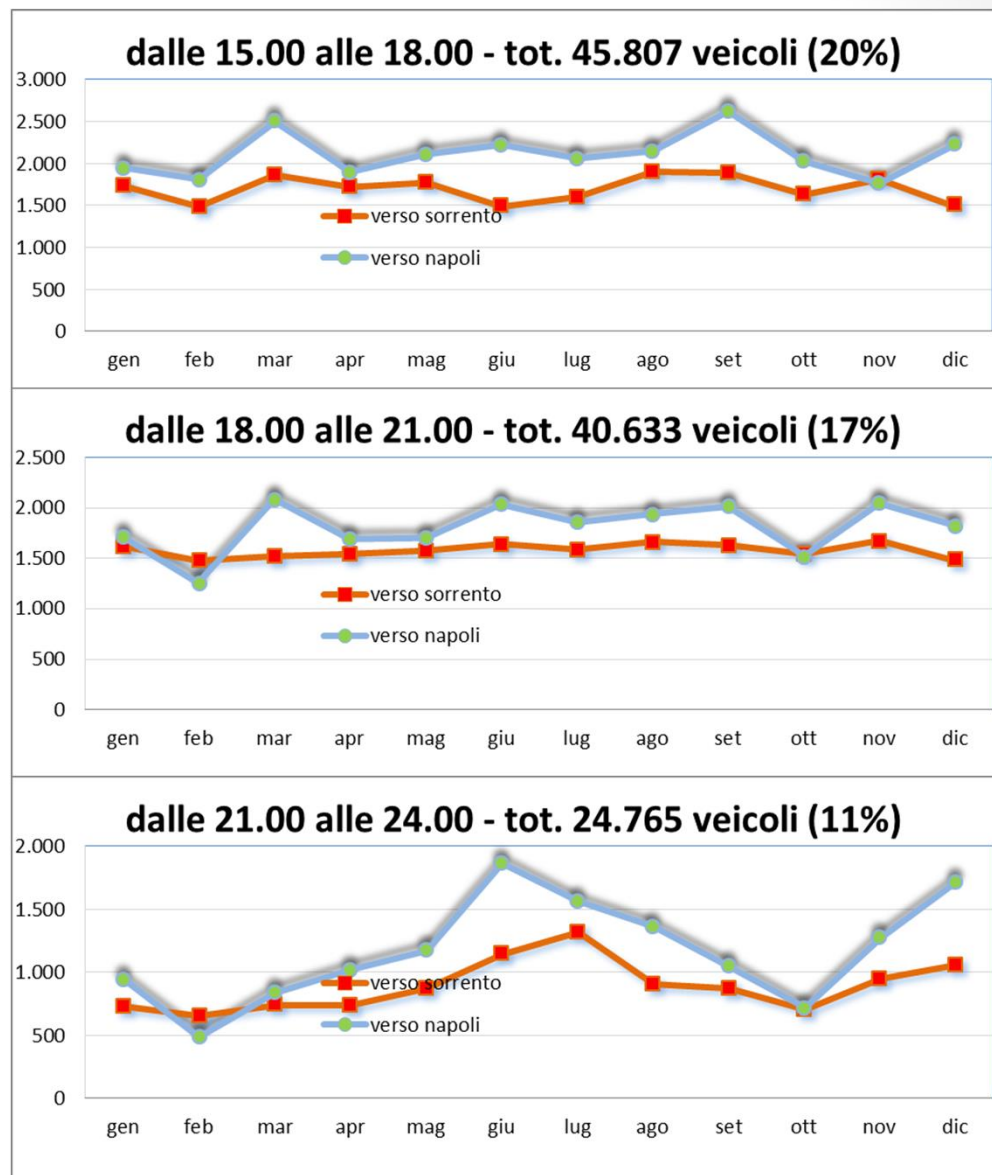 dalle 15.00 alle 18.00 - tot. 45.807 veicoli (20%)
3.000
2.500
2.000
1.500
1.000
500
0
verso sorrento
verso napoli
gen feb mar apr mag giu lug ago set ott nov dic
dalle 18.00 alle 21.00 - tot. 40.633 veicoli (17%)
2.500
2.000
1.500
1.000
500
0
verso sorrento
verso napoli
gen feb mar apr mag giu lug ago set ott nov dic
dalle 21.00 alle 24.00 - tot. 24.765 veicoli (11%)
2.000
1.500
1.000
500
0
verso sorrento
verso napoli
gen feb mar apr mag giu lug ago set ott nov dic